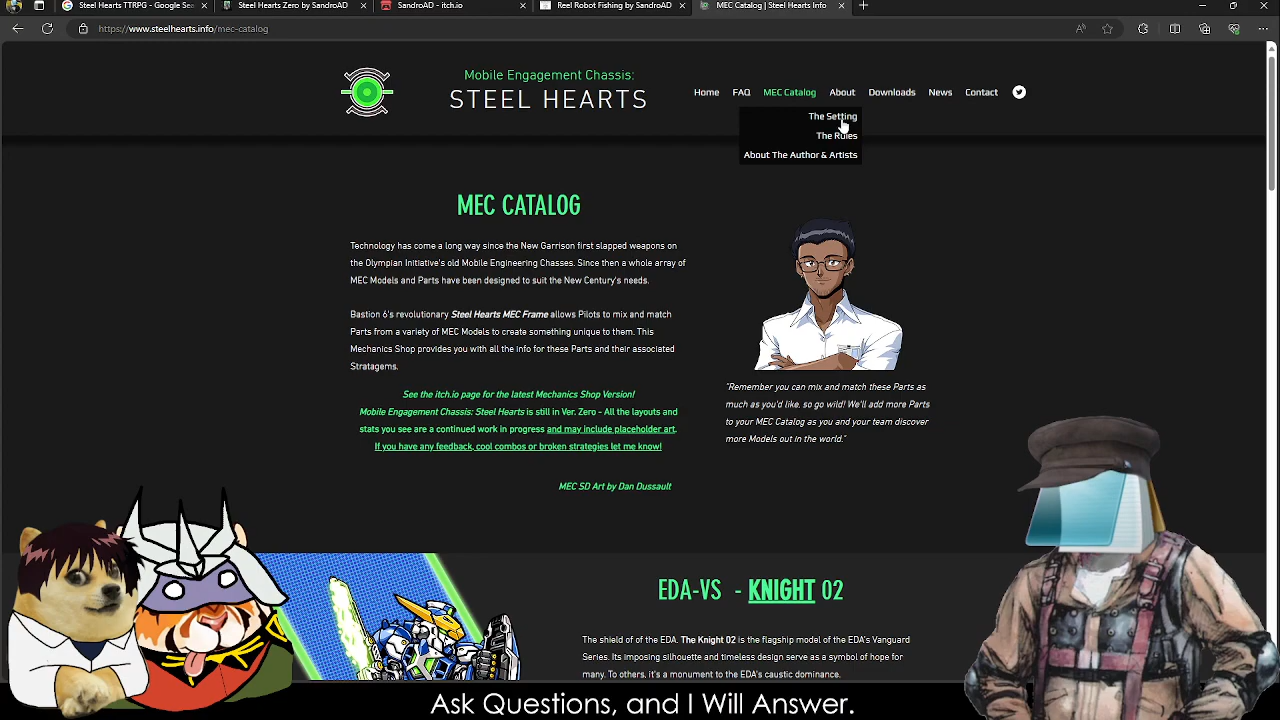 Steel Hearts TTRPG - Google Sea
Steel Hearts Zero by SandroAD
SandroAD - itch.io
Reel Robot Fishing by SandroAD
MEC Catalog | Steel Hearts Info
https://www.steelhearts.info/mec-catalog
Mobile Engagement Chassis:
STEEL HEARTS
Home FAQ MEC Catalog About Downloads News Contact
The Setting
The Rules
About The Author & Artists
MEC CATALOG
Technology has come a long way since the New Garrison first slapped weapons on
the Olympian Initiative's old Mobile Engineering Chasses. Since then a whole array of
MEC Models and Parts have been designed to suit the New Century's needs.
Bastion 6's revolutionary Steel Hearts MEC Frame allows Pilots to mix and match
Parts from a variety of MEC Models to create something unique to them. This
Mechanics Shop provides you with all the info for these Parts and their associated
Stratagems.
See the itch.io page for the latest Mechanics Shop Version!
Mobile Engagement Chassis: Steel Hearts is still in Ver. Zero - All the layouts and
stats you see are a continued work in progress and may include placeholder art.
If you have any feedback, cool combos or broken strategies let me know!
MEC SD Art by Dan Dussault
"Remember you can mix and match these Parts as
much as you'd like, so go wild! We'll add more Parts
to your MEC Catalog as you and your team discover
more Models out in the world."
EDA-VS - KNIGHT 02
The shield of of the EDA. The Knight 02 is the flagship model of the EDA's Vanguard
Series. Its imposing silhouette and timeless design serve as a symbol of hope for
many. To others, it's a monument to the EDA's caustic dominance.
Ask Questions, and I Will Answer.